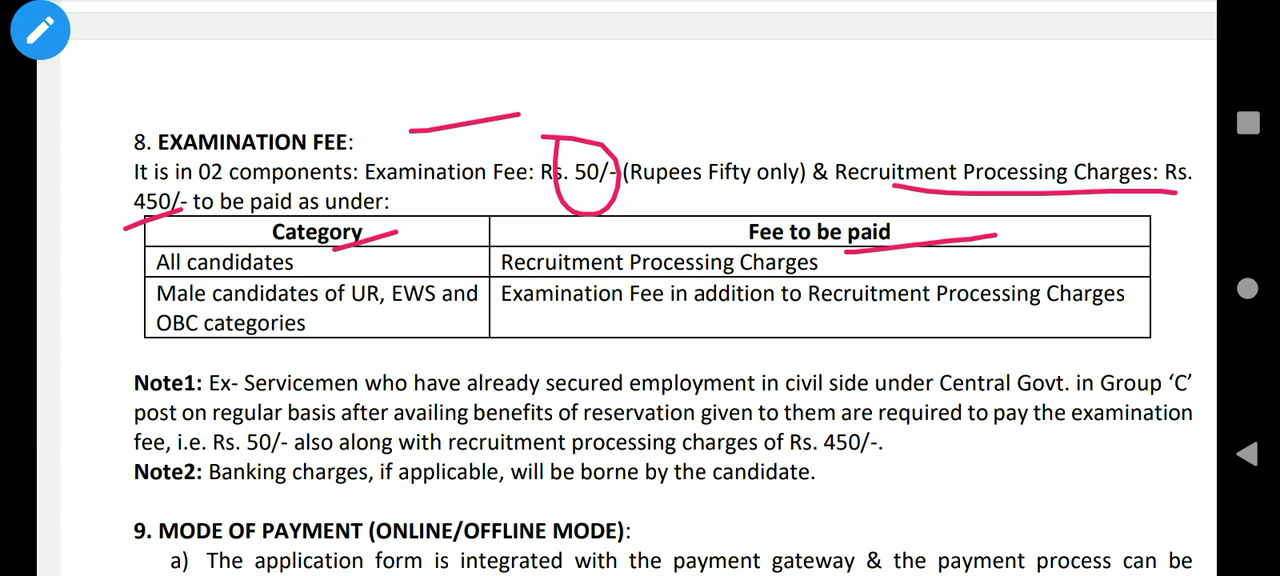 8. EXAMINATION FEE:
It is in 02 components: Examination Fee: Rs. 50/- (Rupees Fifty only) & Recruitment Processing Charges: Rs.
450/- to be paid as under:
Category Fee to be paid
All candidates Recruitment Processing Charges
Male candidates of UR, EWS and Examination Fee in addition to Recruitment Processing Charges
OBC categories
Note1: Ex- Servicemen who have already secured employment in civil side under Central Govt. in Group ‘C’
post on regular basis after availing benefits of reservation given to them are required to pay the examination
fee, i.e. Rs. 50/- also along with recruitment processing charges of Rs. 450/-.
Note2: Banking charges, if applicable, will be borne by the candidate.
9. MODE OF PAYMENT (ONLINE/OFFLINE MODE):
a) The application form is integrated with the payment gateway & the payment process can be